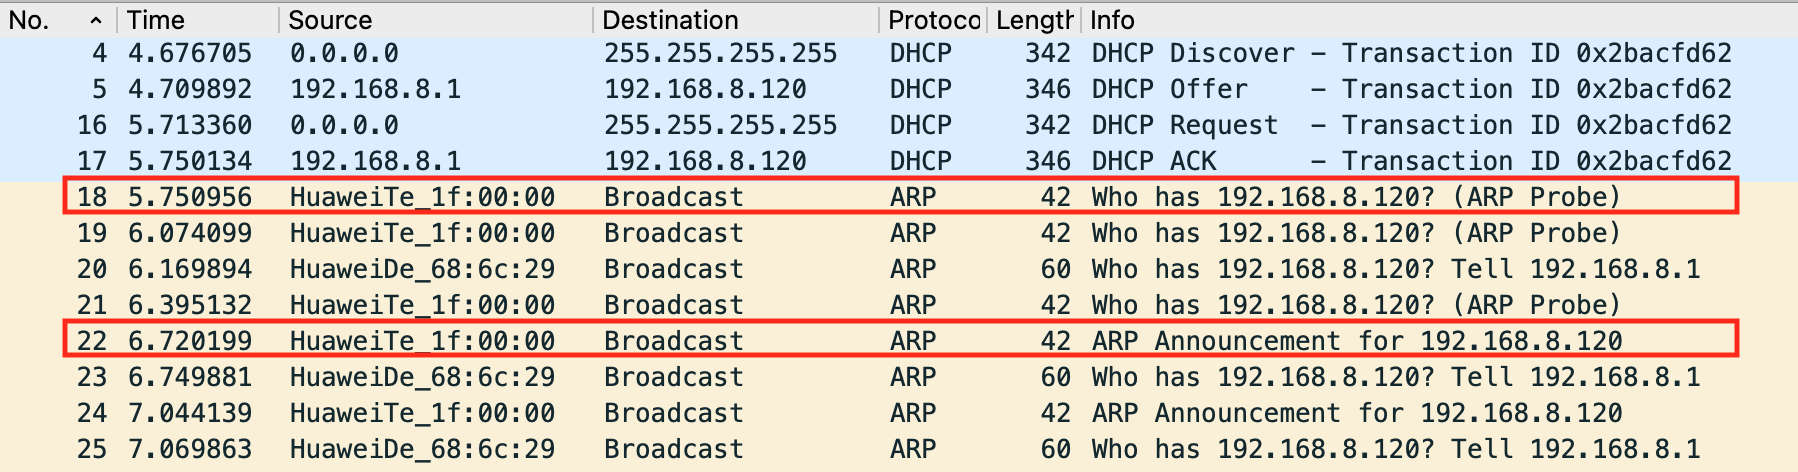 No. Time Source Destination Protoco Length Info
4 4.676705 0.0.0.0 255.255.255.255 DHCP 342 DHCP Discover – Transaction ID 0x2bacfd62
5 4.709892 192.168.8.1 192.168.8.120 DHCP 346 DHCP Offer – Transaction ID 0x2bacfd62
16 5.713360 0.0.0.0 255.255.255.255 DHCP 342 DHCP Request – Transaction ID 0x2bacfd62
17 5.750134 192.168.8.1 192.168.8.120 DHCP 346 DHCP ACK – Transaction ID 0x2bacfd62
18 5.750956 HuaweiTe_1f:00:00 Broadcast ARP 42 Who has 192.168.8.120? (ARP Probe)
19 6.074099 HuaweiTe_1f:00:00 Broadcast ARP 42 Who has 192.168.8.120? (ARP Probe)
20 6.169894 HuaweiDe_68:6c:29 Broadcast ARP 60 Who has 192.168.8.120? Tell 192.168.8.1
21 6.395132 HuaweiTe_1f:00:00 Broadcast ARP 42 Who has 192.168.8.120? (ARP Probe)
22 6.720199 HuaweiTe_1f:00:00 Broadcast ARP 42 ARP Announcement for 192.168.8.120
23 6.749881 HuaweiDe_68:6c:29 Broadcast ARP 60 Who has 192.168.8.120? Tell 192.168.8.1
24 7.044139 HuaweiTe_1f:00:00 Broadcast ARP 42 ARP Announcement for 192.168.8.120
25 7.069863 HuaweiDe_68:6c:29 Broadcast ARP 60 Who has 192.168.8.120? Tell 192.168.8.1